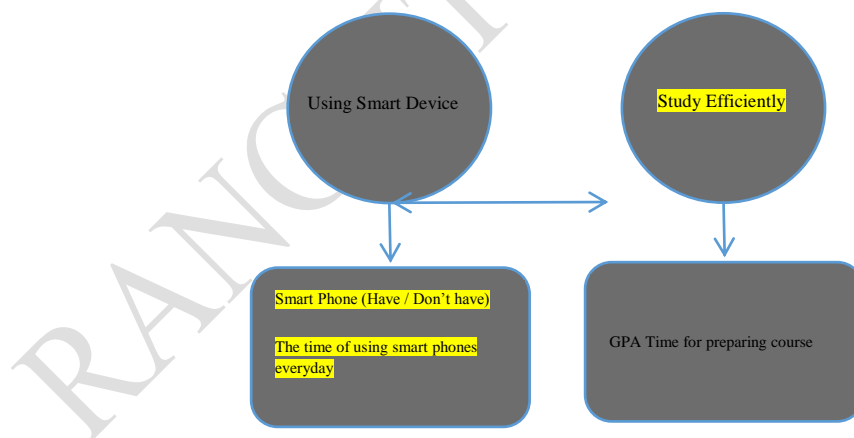 Using Smart Device
Study Efficiently
Smart Phone (Have / Don’t have)
The time of using smart phones
everyday
GPA Time for preparing course